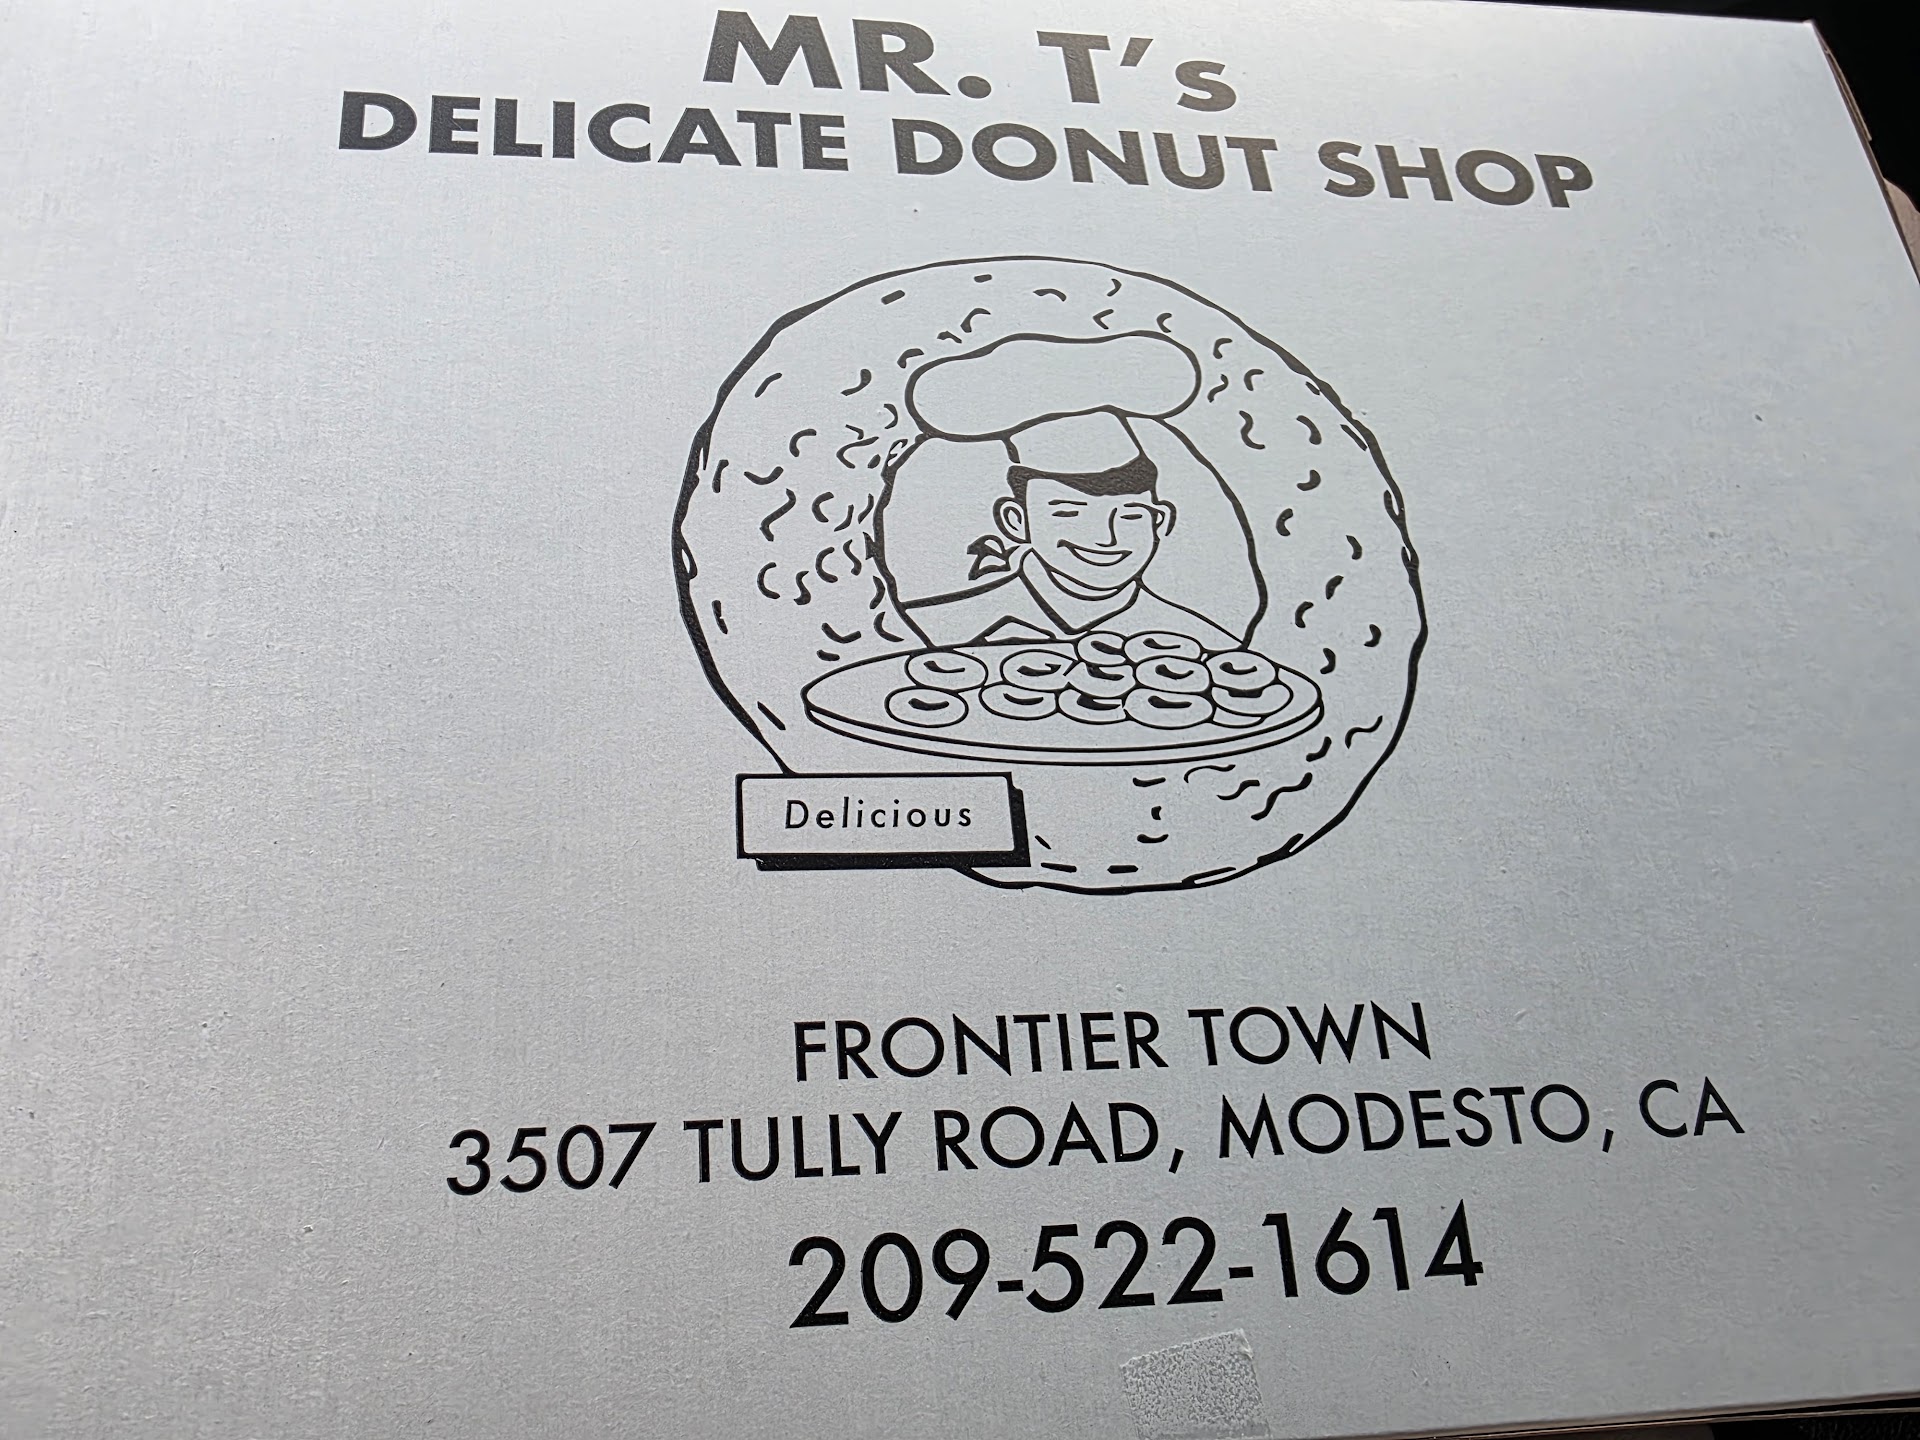 MR. T's
DELICATE DONUT SHOP
Delicious
FRONTIER TOWN
3507 TULLY ROAD, MODESTO, CA
209-522-1614